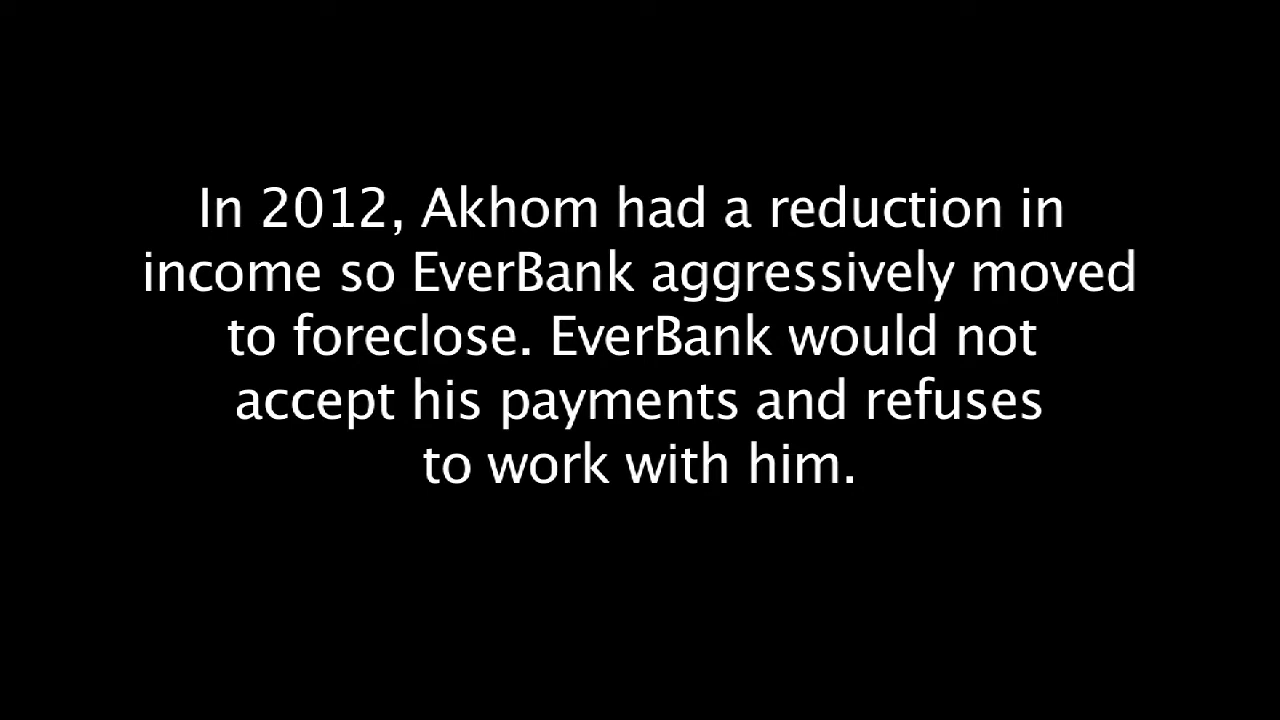 In 2012, Akhom had a reduction in
income so EverBank aggressively moved
to foreclose. EverBank would not
accept his payments and refuses
to work with him.